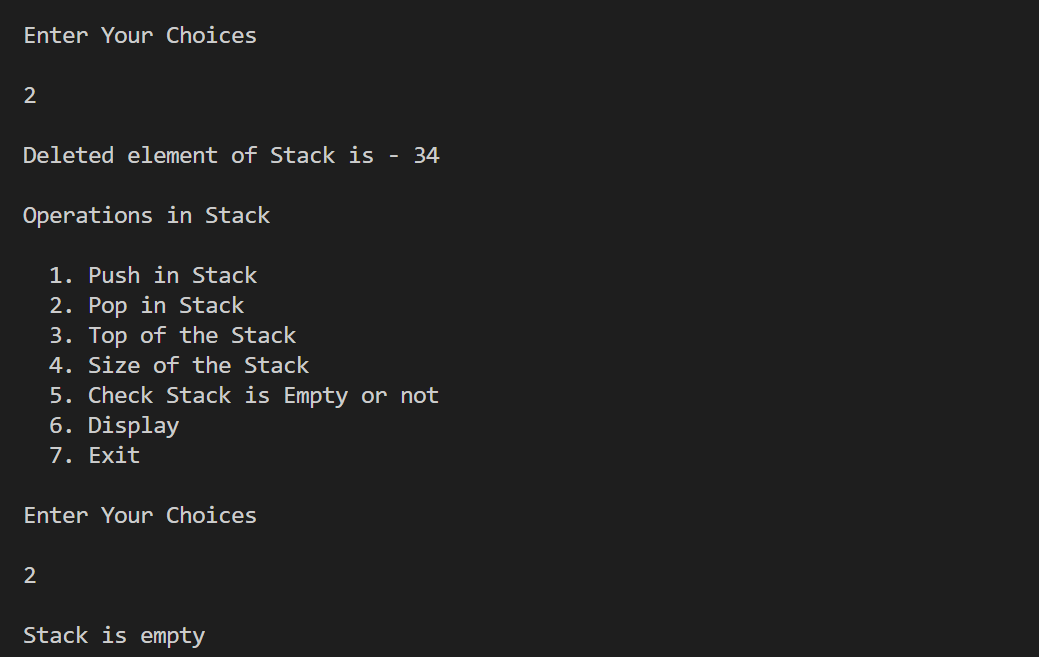 Enter Your Choices
2
Deleted element of Stack is - 34
Operations in Stack
1. Push in Stack
2. Pop in Stack
3. Top of the Stack
4. Size of the Stack
5. Check Stack is Empty or not
6. Display
7. Exit
Enter Your Choices
2
Stack is empty